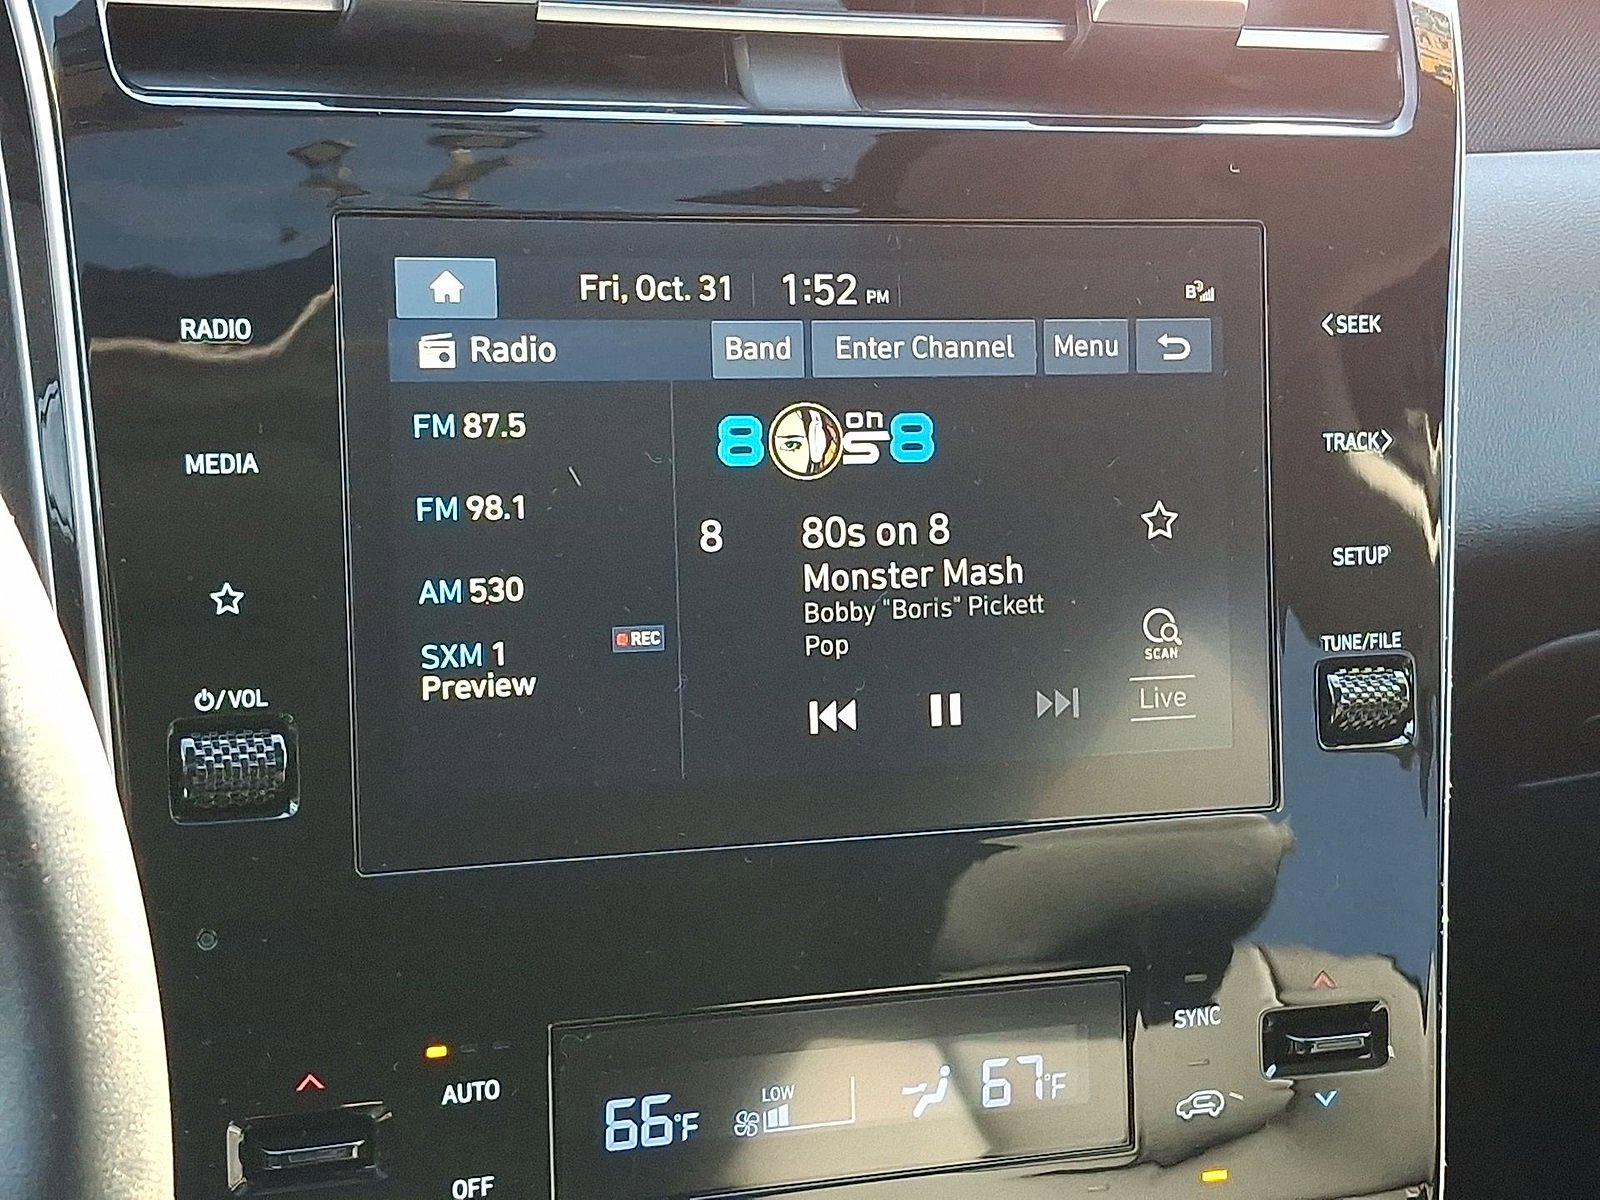 Fri, Oct. 31 1:52 PM
B
Radio Band Enter Channel Menu
RADIO
MEDIA
/VOL
FM 87.5
FM 98.1
AM 530
SXM 1 REC
Preview
80s on 8
8 80s on 8
Monster Mash
Bobby "Boris" Pickett
Pop
SCAN
Live
SEEK
TRACK
SETUP
TUNE/FILE
AUTO
OFF
66°F LOW 67°F
SYNC